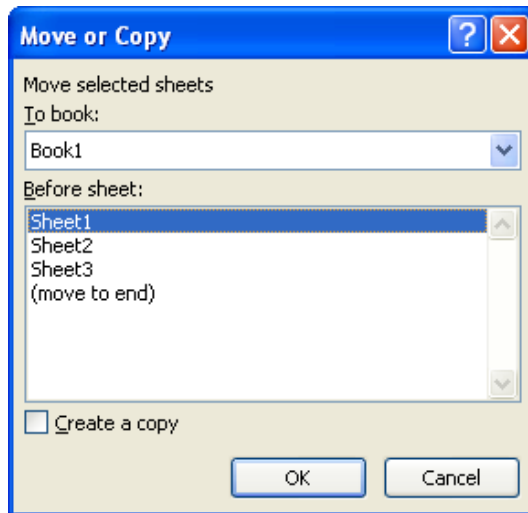 Move or Copy
Move selected sheets
To book:
Book1
Before sheet:
Sheet1
Sheet2
Sheet3
(move to end)
Create a copy
OK Cancel